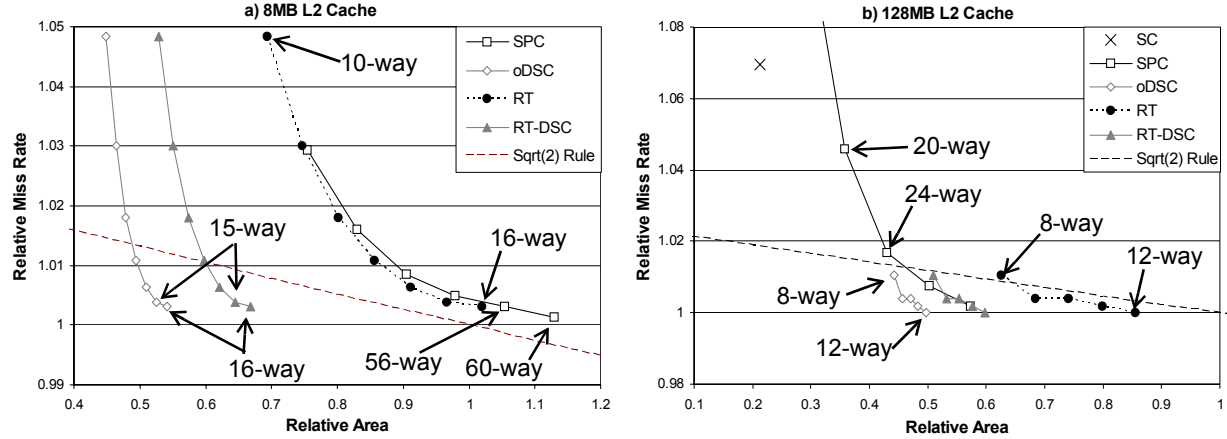 a) 8MB L2 Cache
1.05
1.04
1.03
1.02
1.01
1
0.99
0.4 0.5 0.6 0.7 0.8 0.9 1 1.1 1.2
Relative Miss Rate
Relative Area
SPC
oDSC
RT
RT-DSC
Sqrt(2) Rule
10-way
15-way
16-way
16-way
56-way
60-way
b) 128MB L2 Cache
1.08
1.06
1.04
1.02
1.00
0.98
0.1 0.2 0.3 0.4 0.5 0.6 0.7 0.8 0.9 1
Relative Miss Rate
Relative Area
SC
SPC
oDSC
RT
RT-DSC
Sqrt(2) Rule
20-way
24-way
8-way
12-way
8-way
12-way